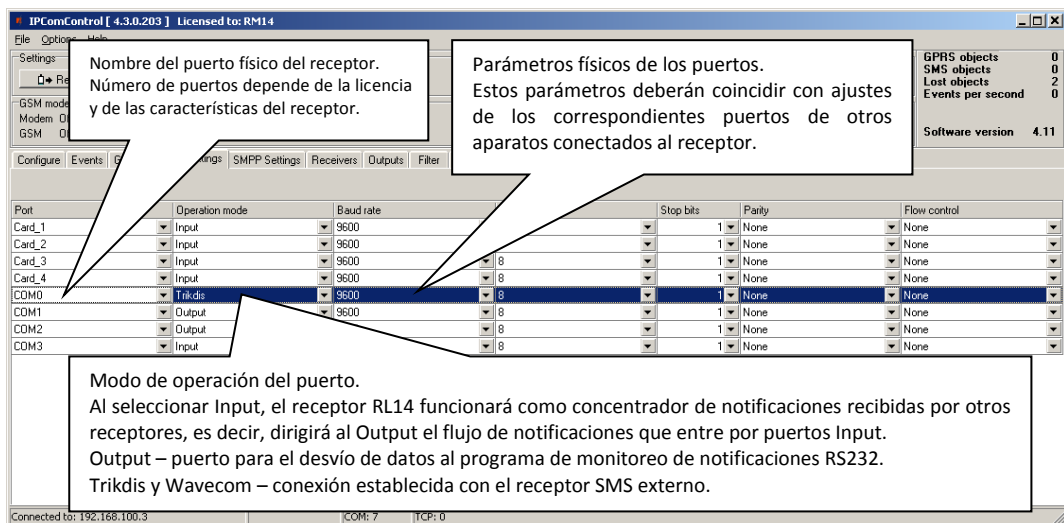 IPComControl [ 4.3.0.203 ] Licensed to: RM14
File Options Help
Settings
Re
GSM mode
Modem
GSM
GPRS objects 0
SMS objects 0
Lost objects 2
Events per second 0
Software version 4.11
Nombre del puerto físico del receptor.
Número de puertos depende de la licencia
y de las características del receptor.
Parámetros físicos de los puertos.
Estos parámetros deberán coincidir con ajustes
de los correspondientes puertos de otros
aparatos conectados al receptor.
Configure Events G ttings SMPP Settings Receivers Outputs Filter
Port Operation mode Baud rate Stop bits Parity Flow control
Card_1 Input 9600 1 None None
Card_2 Input 9600 1 None None
Card_3 Input 9600 8 1 None None
Card_4 Input 9600 8 1 None None
COM0 Trikdis 9600 8 1 None None
COM1 Output 9600 8 1 None None
COM2 Output 8 1 None None
COM3 Input 8 1 None None
Modo de operación del puerto.
Al seleccionar Input, el receptor RL14 funcionará como concentrador de notificaciones recibidas por otros
receptores, es decir, dirigirá al Output el flujo de notificaciones que entre por puertos Input.
Output – puerto para el desvío de datos al programa de monitoreo de notificaciones RS232.
Trikdis y Wavecom – conexión establecida con el receptor SMS externo.
Connected to: 192.168.100.3 COM: 7 TCP: 0